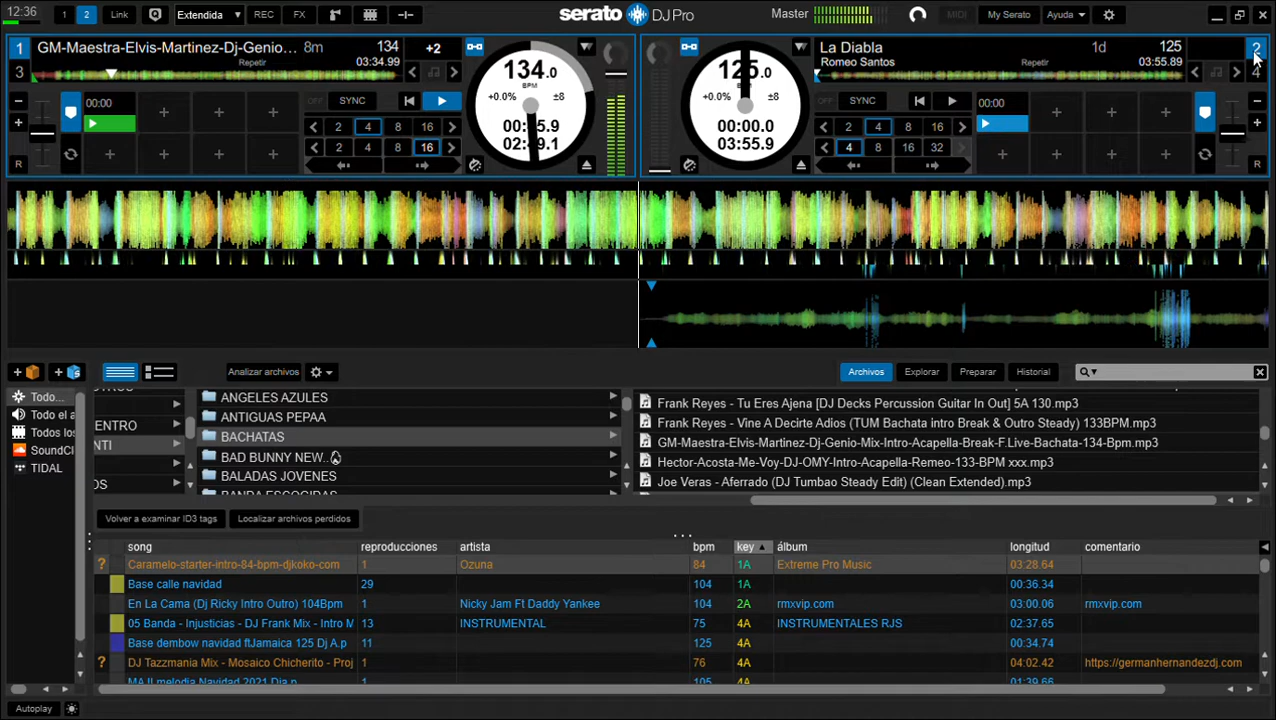 12:36 1 2 Link Extendida REC FX serato DJ Pro Master MIDI My Serato Ayuda
1 GM-Maestra-Elvis-Martinez-Dj-Genio... 8m 134 +2
3 Repetir 03:34.99
134.0
BPM
+0.0% ±8
OFF SYNC
00:00
2 4 8 16
1 2 4 8 16
R
La Diabla 1d 125 2
Romeo Santos Repetir 03:55.89 4
125.0
+0.0% ±8
00:00.0
03:55.9
OFF SYNC
00:00
2 4 8 16
4 8 16 32
R
Analizar archivos Archivos Explorar Preparar Historial
Todo...
Todo el a
Todos los
SoundCl
TIDAL
ENTRO
NTI
OS
ANGELES AZULES
ANTIGUAS PEPAA
BACHATAS
BAD BUNNY NEW..
BALADAS JOVENES
BANDA ESCOGIDAS
Frank Reyes - Tu Eres Ajena [DJ Decks Percussion Guitar In Out] 5A 130.mp3
Frank Reyes - Vine A Decirte Adios (TUM Bachata intro Break & Outro Steady) 133BPM.mp3
GM-Maestra-Elvis-Martinez-Dj-Genio-Mix-Intro-Acapella-Break-F.Live-Bachata-134-Bpm.mp3
Hector-Acosta-Me-Voy-DJ-OMY-Intro-Acapella-Remeo-133-BPM xxx.mp3
Joe Veras - Aferrado (DJ Tumbao Steady Edit) (Clean Extended).mp3
Volver a examinar ID3 tags Localizar archivos perdidos
song reproducciones artista bpm key álbum longitud comentario
? Caramelo-starter-intro-84-bpm-djkoko-com 1 Ozuna 84 1A Extreme Pro Music 03:28.64
Base calle navidad 29 104 1A 00:36.34
En La Cama (Dj Ricky Intro Outro) 104Bpm 1 Nicky Jam Ft Daddy Yankee 104 2A rmxvip.com 03:00.06 rmxvip.com
05 Banda - Injusticias - DJ Frank Mix - Intro M 13 INSTRUMENTAL 75 4A INSTRUMENTALES RJS 02:37.65
Base dembow navidad ftJamaica 125 Dj A.p 11 125 4A 00:34.74
? DJ Tazzmania Mix - Mosaico Chicherito - Proj 1 76 4A 04:02.42 https://germanhernandezdj.com
105 4A 01:39.66
Autoplay